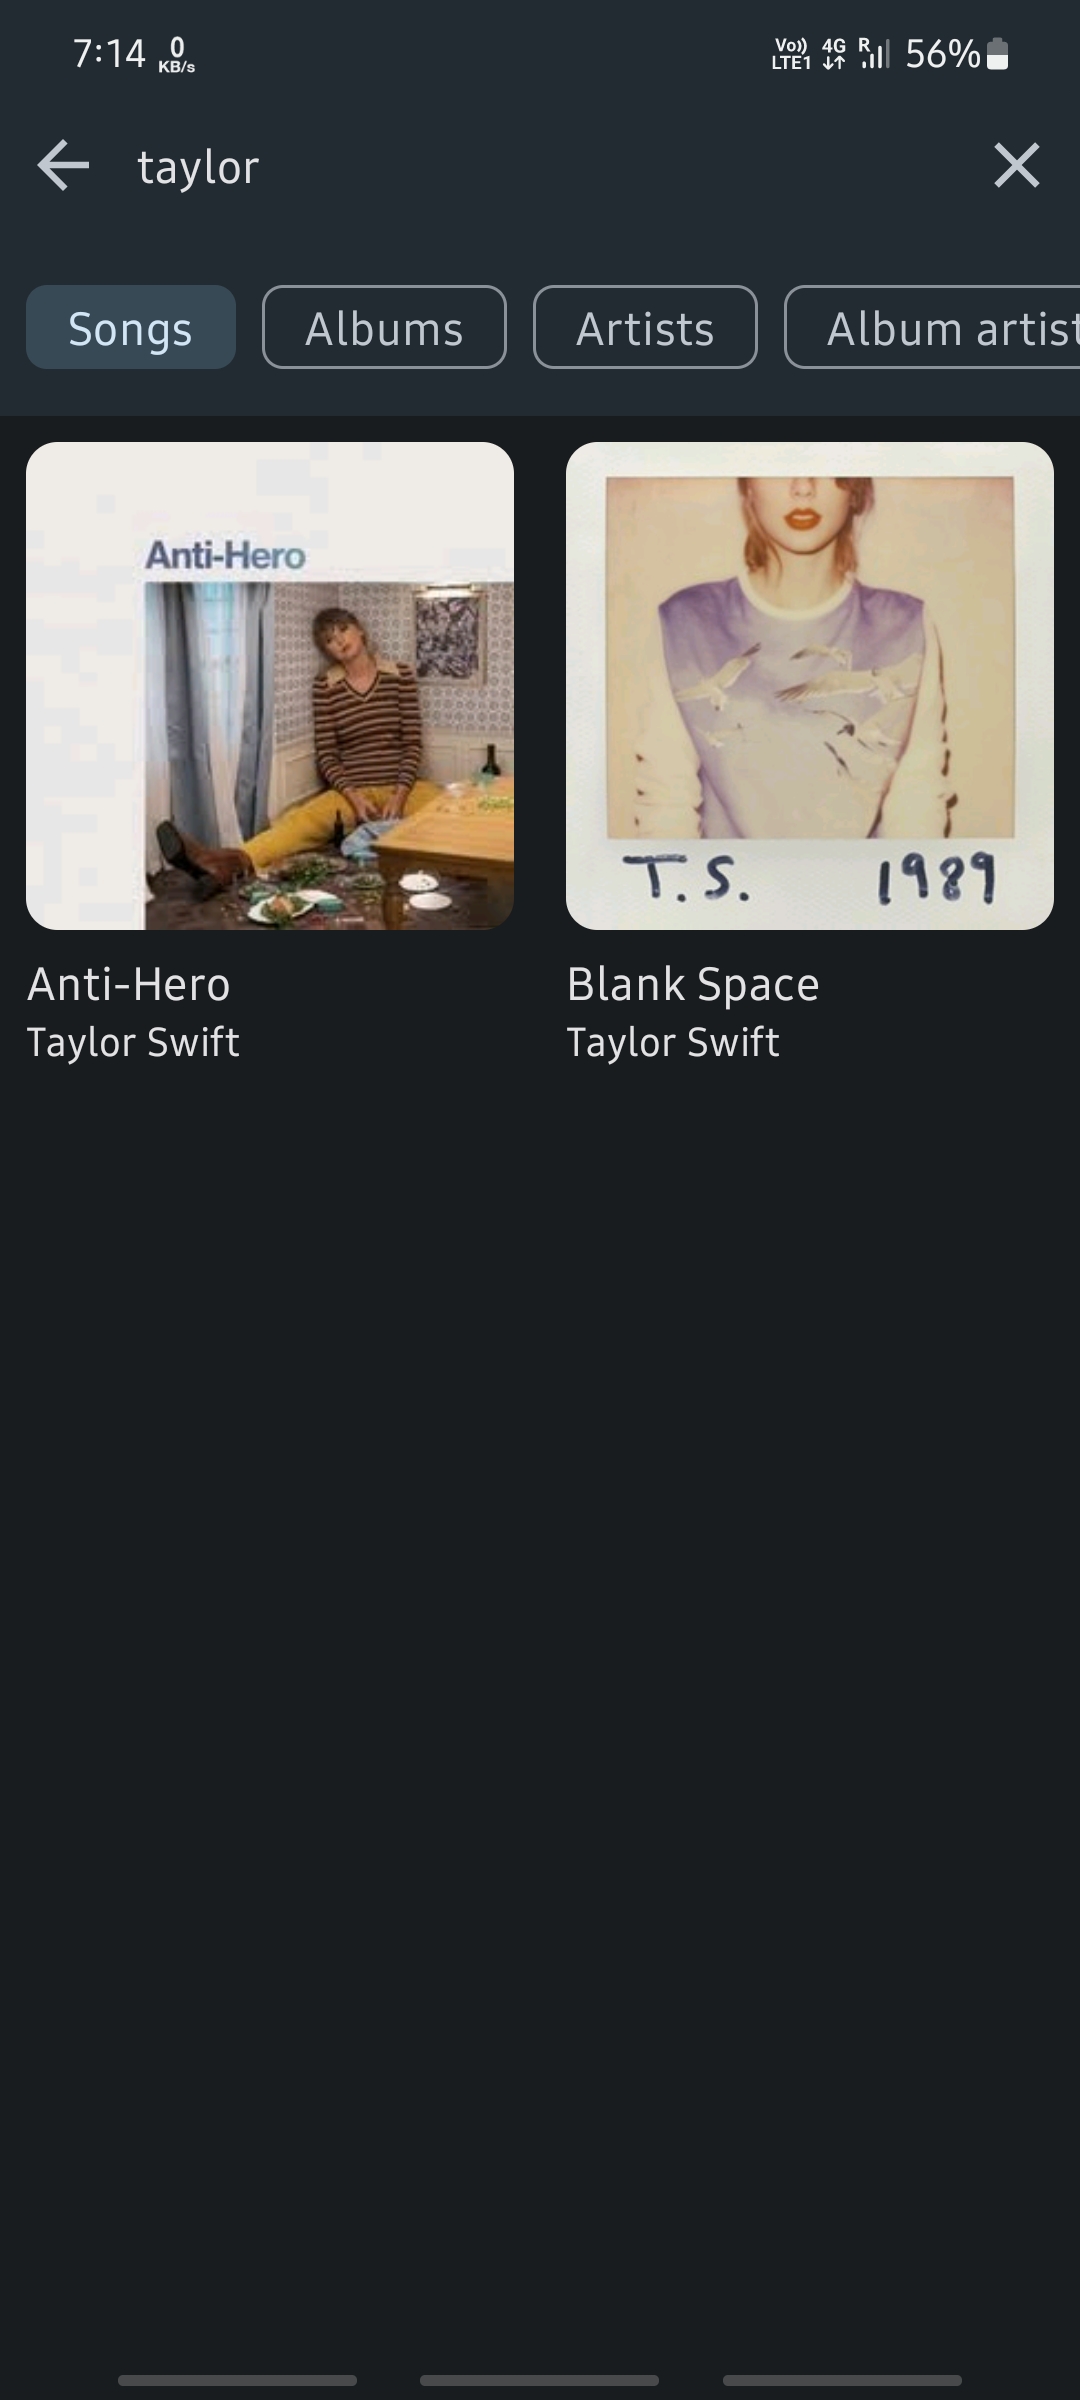 7:14 0 KB/s Vo)) LTE1 4G R 56%
taylor
Songs Albums Artists Album artist
Anti-Hero
T.S. 1989
Anti-Hero Blank Space
Taylor Swift Taylor Swift